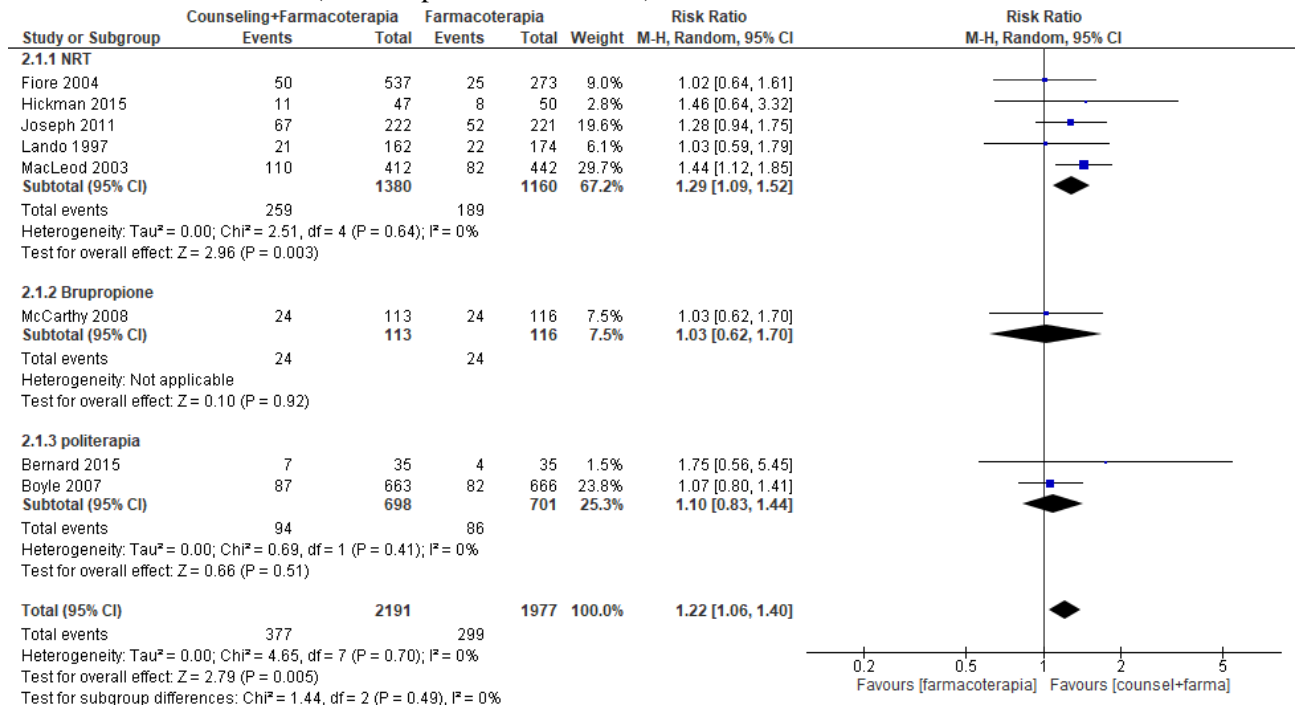 Counseling+Farmacoterapia Farmacoterapia Risk Ratio Risk Ratio
Study or Subgroup Events Total Events Total Weight M-H, Random, 95% CI M-H, Random, 95% CI
2.1.1 NRT
Fiore 2004 50 537 25 273 9.0% 1.02 [0.64, 1.61]
Hickman 2015 11 47 8 50 2.8% 1.46 [0.64, 3.32]
Joseph 2011 67 222 52 221 19.6% 1.28 [0.94, 1.75]
Lando 1997 21 162 22 174 6.1% 1.03 [0.59, 1.79]
MacLeod 2003 110 412 82 442 29.7% 1.44 [1.12, 1.85]
Subtotal (95% CI) 1380 1160 67.2% 1.29 [1.09, 1.52]
Total events 259 189
Heterogeneity: Tau² = 0.00; Chi² = 2.51, df = 4 (P = 0.64); I² = 0%
Test for overall effect: Z = 2.96 (P = 0.003)
2.1.2 Brupropione
McCarthy 2008 24 113 24 116 7.5% 1.03 [0.62, 1.70]
Subtotal (95% CI) 113 116 7.5% 1.03 [0.62, 1.70]
Total events 24 24
Heterogeneity: Not applicable
Test for overall effect: Z = 0.10 (P = 0.92)
2.1.3 politerapia
Bernard 2015 7 35 4 35 1.5% 1.75 [0.56, 5.45]
Boyle 2007 87 663 82 666 23.8% 1.07 [0.80, 1.41]
Subtotal (95% CI) 698 701 25.3% 1.10 [0.83, 1.44]
Total events 94 86
Heterogeneity: Tau² = 0.00; Chi² = 0.69, df = 1 (P = 0.41); I² = 0%
Test for overall effect: Z = 0.66 (P = 0.51)
Total (95% CI) 2191 1977 100.0% 1.22 [1.06, 1.40]
Total events 377 299
Heterogeneity: Tau² = 0.00; Chi² = 4.65, df = 7 (P = 0.70); I² = 0%
Test for overall effect: Z = 2.79 (P = 0.005)
Test for subgroup differences: Chi² = 1.44, df = 2 (P = 0.49), I² = 0%
0.2 0.5 1 2 5
Favours [farmacoterapia] Favours [counsel+farma]